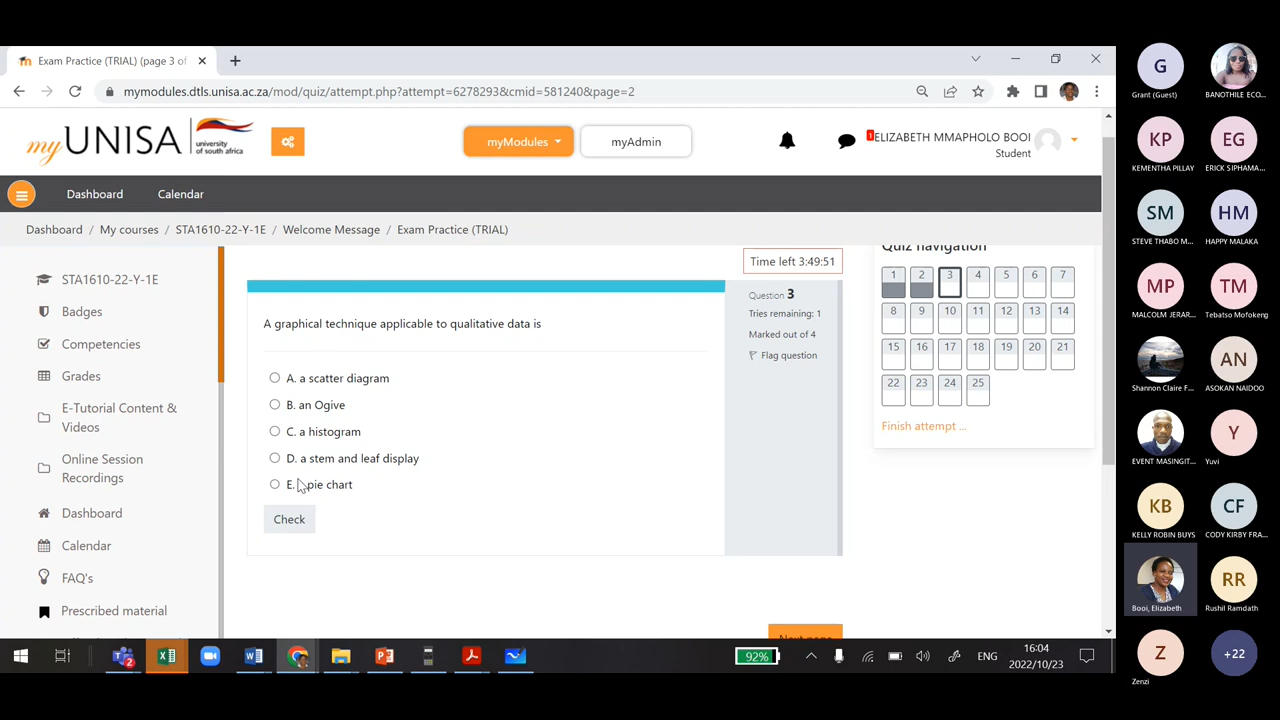 Exam Practice (TRIAL) (page 3 of
mymodules.dtls.unisa.ac.za/mod/quiz/attempt.php?attempt=6278293&cmid=581240&page=2
my UNISA university of south africa
myModules
myAdmin
1
ELIZABETH MMAPHOLO BOOI
Student
Dashboard
Calendar
Dashboard / My courses / STA1610-22-Y-1E / Welcome Message / Exam Practice (TRIAL)
STA1610-22-Y-1E
Badges
Competencies
Grades
E-Tutorial Content &
Videos
Online Session
Recordings
Dashboard
Calendar
FAQ's
Prescribed material
Time left 3:49:51
A graphical technique applicable to qualitative data is
A. a scatter diagram
B. an Ogive
C. a histogram
D. a stem and leaf display
E. pie chart
Check
Question 3
Tries remaining: 1
Marked out of 4
Flag question
Quiz navigation
1 2 3 4 5 6 7
8 9 10 11 12 13 14
15 16 17 18 19 20 21
22 23 24 25
Finish attempt ...
Next page
92%
ENG
16:04
2022/10/23
G
Grant (Guest)
BANOTHILE ECO...
KP
KEMENTHA PILLAY
EG
ERICK SIPHAMA...
SM
STEVE THABO M...
HM
HAPPY MALAKA
MP
MALCOLM JERAR...
TM
Tebatso Mofokeng
Shannon Claire F...
AN
ASOKAN NAIDOO
EVENT MASINGIT...
Y
Yuvi
KB
KELLY ROBIN BUYS
CF
CODY KIRBY FRA...
Booi, Elizabeth
RR
Rushil Ramdath
Z
Zenzi
+22